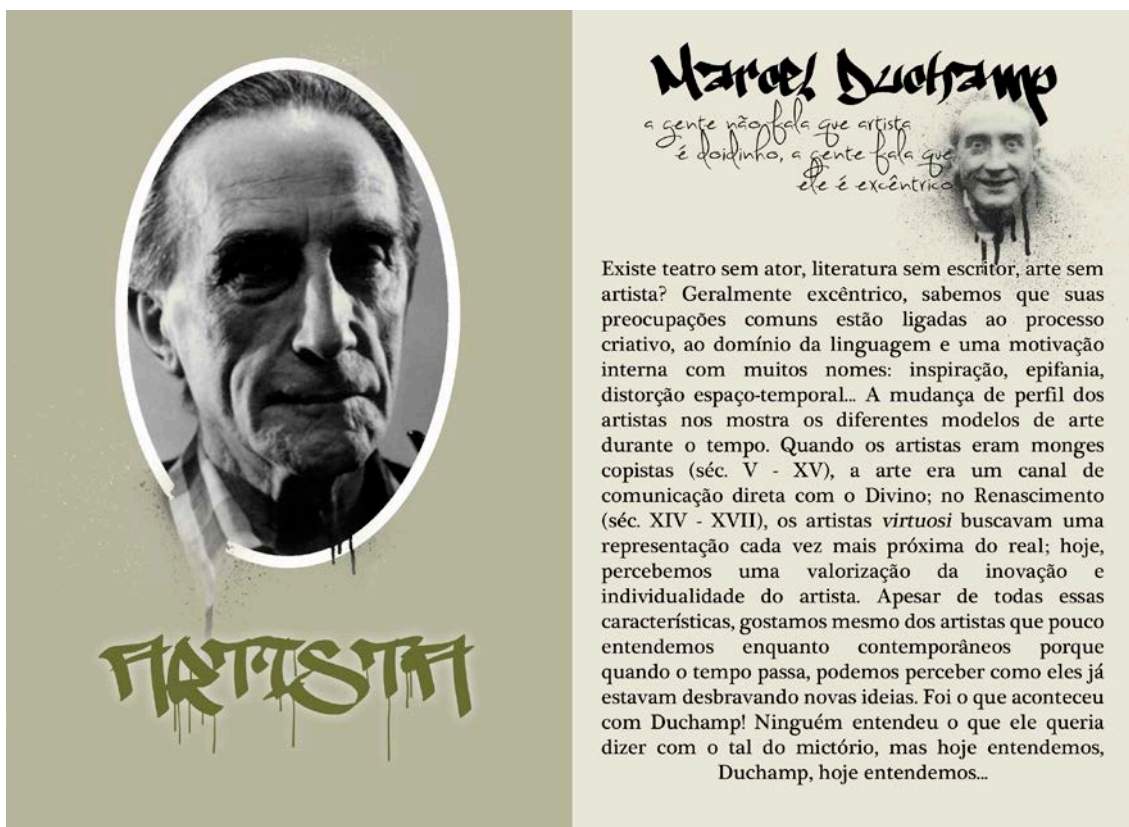 ARTISTA
Marcel Duchamp
a gente não fala que artista
é doidinho, a gente fala que
ele é excêntrico
Existe teatro sem ator, literatura sem escritor, arte sem
artista? Geralmente excêntrico, sabemos que suas
preocupações comuns estão ligadas ao processo
criativo, ao domínio da linguagem e uma motivação
interna com muitos nomes: inspiração, epifania,
distorção espaço-temporal... A mudança de perfil dos
artistas nos mostra os diferentes modelos de arte
durante o tempo. Quando os artistas eram monges
copistas (séc. V - XV), a arte era um canal de
comunicação direta com o Divino; no Renascimento
(séc. XIV - XVII), os artistas virtuosi buscavam uma
representação cada vez mais próxima do real; hoje,
percebemos uma valorização da inovação e
individualidade do artista. Apesar de todas essas
características, gostamos mesmo dos artistas que pouco
entendemos enquanto contemporâneos porque
quando o tempo passa, podemos perceber como eles já
estavam desbravando novas ideias. Foi o que aconteceu
com Duchamp! Ninguém entendeu o que ele queria
dizer com o tal do mictório, mas hoje entendemos,
Duchamp, hoje entendemos...